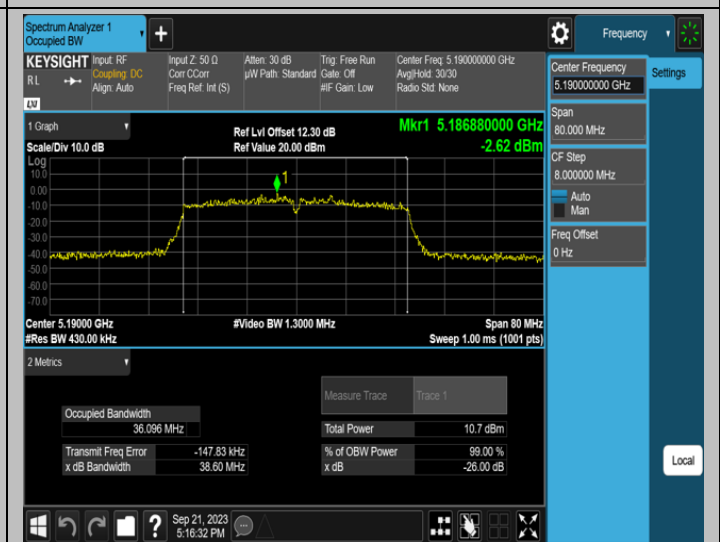 Spectrum Analyzer 1
Occupied BW
Frequency
KEYSIGHT
RL
LXI
Input: RF
Coupling: DC
Align: Auto
Input Z: 50 Ω
Corr CCorr
Freq Ref: Int (S)
Atten: 30 dB
µW Path: Standard
Trig: Free Run
Gate: Off
#IF Gain: Low
Center Freq: 5.190000000 GHz
Avg|Hold: 30/30
Radio Std: None
Center Frequency
5.190000000 GHz
Settings
Span
80.000 MHz
CF Step
8.000000 MHz
Auto
Man
Freq Offset
0 Hz
1 Graph
Scale/Div 10.0 dB
Ref Lvl Offset 12.30 dB
Ref Value 20.00 dBm
Mkr1 5.186880000 GHz
-2.62 dBm
Log
10.0
0.00
-10.0
-20.0
-30.0
-40.0
-50.0
-60.0
-70.0
1
Center 5.19000 GHz
#Res BW 430.00 kHz
#Video BW 1.3000 MHz
Span 80 MHz
Sweep 1.00 ms (1001 pts)
2 Metrics
Measure Trace Trace 1
Occupied Bandwidth
36.096 MHz
Total Power 10.7 dBm
Transmit Freq Error -147.83 kHz
x dB Bandwidth 38.60 MHz
% of OBW Power 99.00 %
x dB -26.00 dB
Local
?
Sep 21, 2023
5:16:32 PM